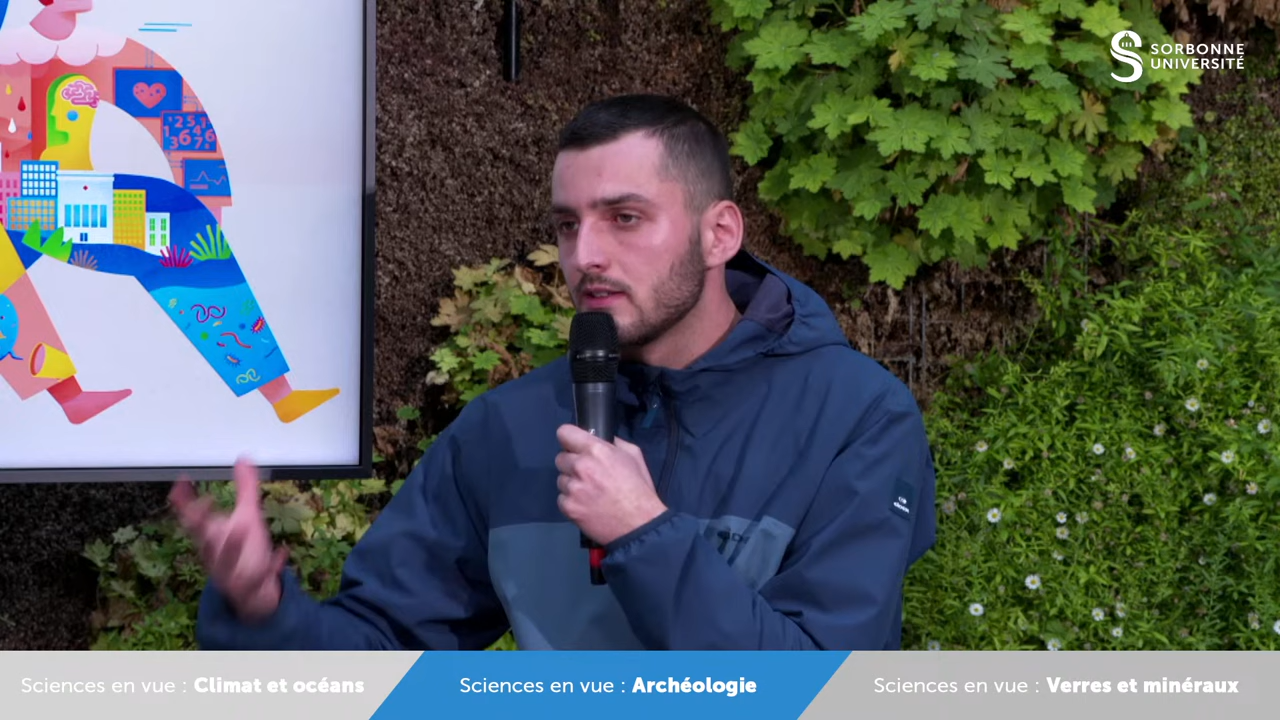 SORBONNE
UNIVERSITÉ
Sciences en vue : Climat et océans
Sciences en vue : Archéologie
Sciences en vue : Verres et minéraux